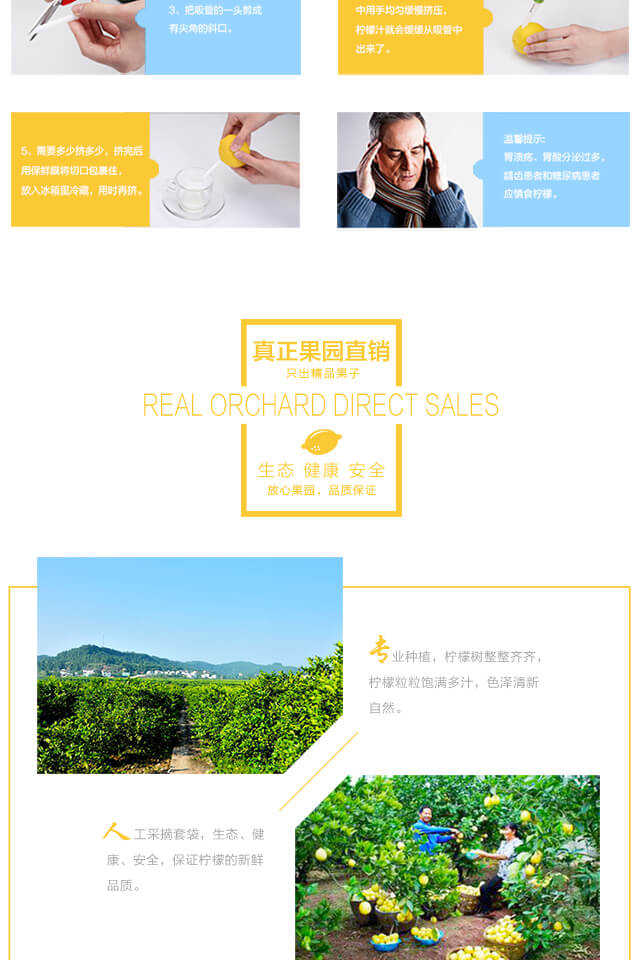 3、把吸管的一头剪成
有尖角的斜口。
中用手均匀缓慢挤压,
柠檬汁就会缓缓从吸管中
出来了。
5、需要多少挤多少，挤完后
用保鲜膜将切口包裹住，
放入冰箱里冷藏，用时再挤。
温馨提示:
胃溃疡、胃酸分泌过多，
龋齿患者和糖尿病患者
应慎食柠檬。
真正果园直销
只出精品果子
REAL ORCHARD DIRECT SALES
生态 健康 安全
放心果园，品质保证
专业种植，柠檬树整整齐齐，
柠檬粒粒饱满多汁，色泽清新
自然。
人工采摘套袋，生态、健
康、安全，保证柠檬的新鲜
品质。